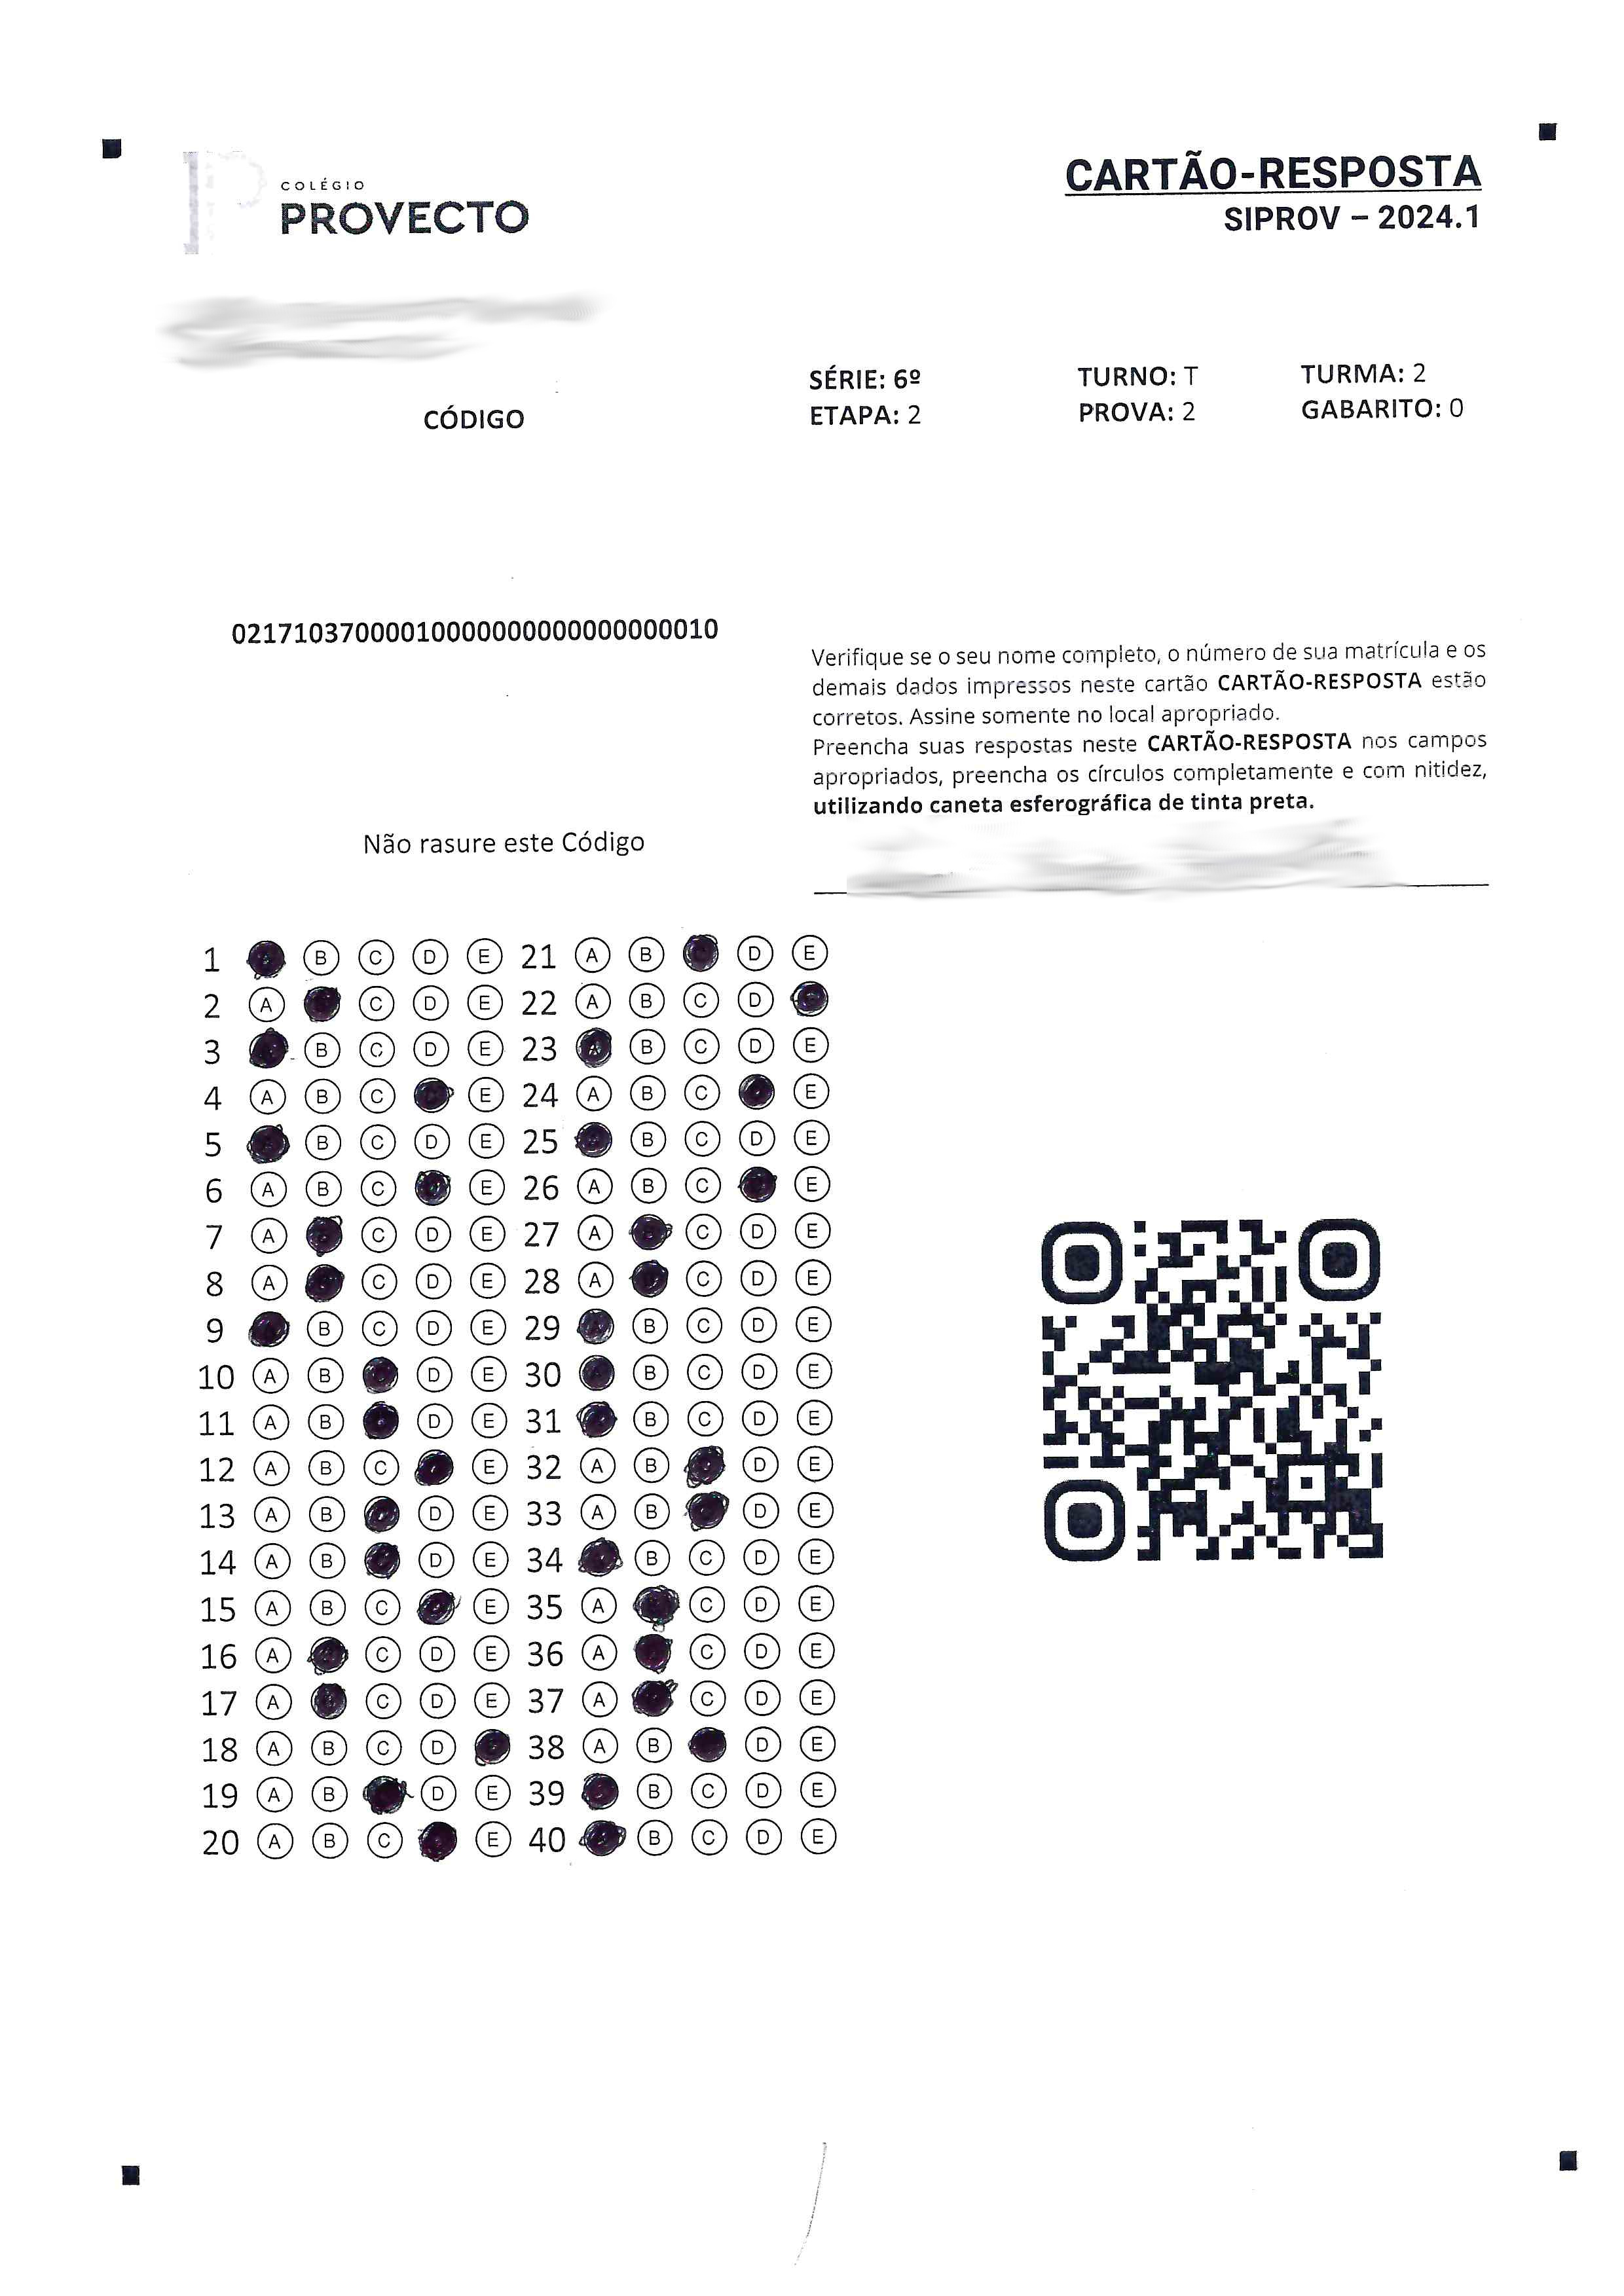 COLÉGIO
PROVECTO
CARTÃO-RESPOSTA
SIPROV – 2024.1
SÉRIE: 6º TURNO: T TURMA: 2
ETAPA: 2 PROVA: 2 GABARITO: 0
CÓDIGO
02171037000010000000000000000010
Verifique se o seu nome completo, o número de sua matrícula e os
demais dados impressos neste cartão CARTÃO-RESPOSTA estão
corretos. Assine somente no local apropriado.
Preencha suas respostas neste CARTÃO-RESPOSTA nos campos
apropriados, preencha os círculos completamente e com nitidez,
utilizando caneta esferográfica de tinta preta.
Não rasure este Código
1 B C D E 21 A B D E
2 A C D E 22 A B C D
3 B C D E 23 A B C D E
4 A B C E 24 A B C E
5 B C D E 25 B C D E
6 A B C E 26 A B C E
7 A C D E 27 A C D E
8 A C D E 28 A C D E
9 B C D E 29 B C D E
10 A B D E 30 B C D E
11 A B D E 31 B C D E
12 A B C E 32 A B D E
13 A B D E 33 A B D E
14 A B D E 34 B C D E
15 A B C E 35 A C D E
16 A C D E 36 A C D E
17 A C D E 37 A C D E
18 A B C D 38 A B D E
19 A B D E 39 B C D E
20 A B C E 40 B C D E